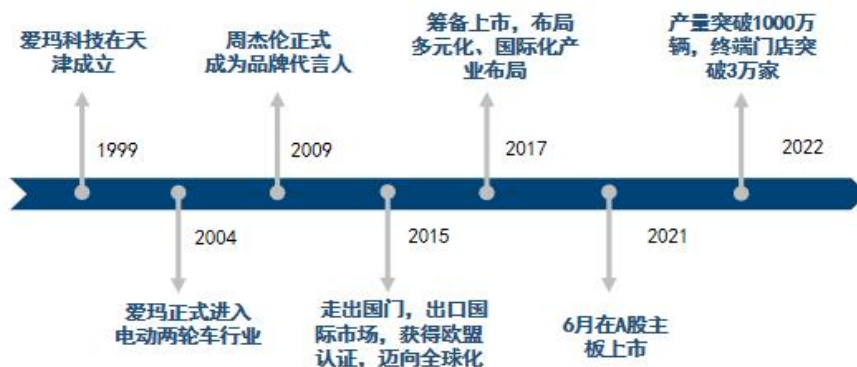 爱玛科技在天
津成立
1999
2004
爱玛正式进入
电动两轮车行业
周杰伦正式
成为品牌代言人
2009
2015
走出国门，出口国
际市场，获得欧盟
认证，迈向全球化
筹备上市，布局
多元化、国际化产
业布局
2017
2021
6月在A股主
板上市
产量突破1000万
辆，终端门店突
破3万家
2022